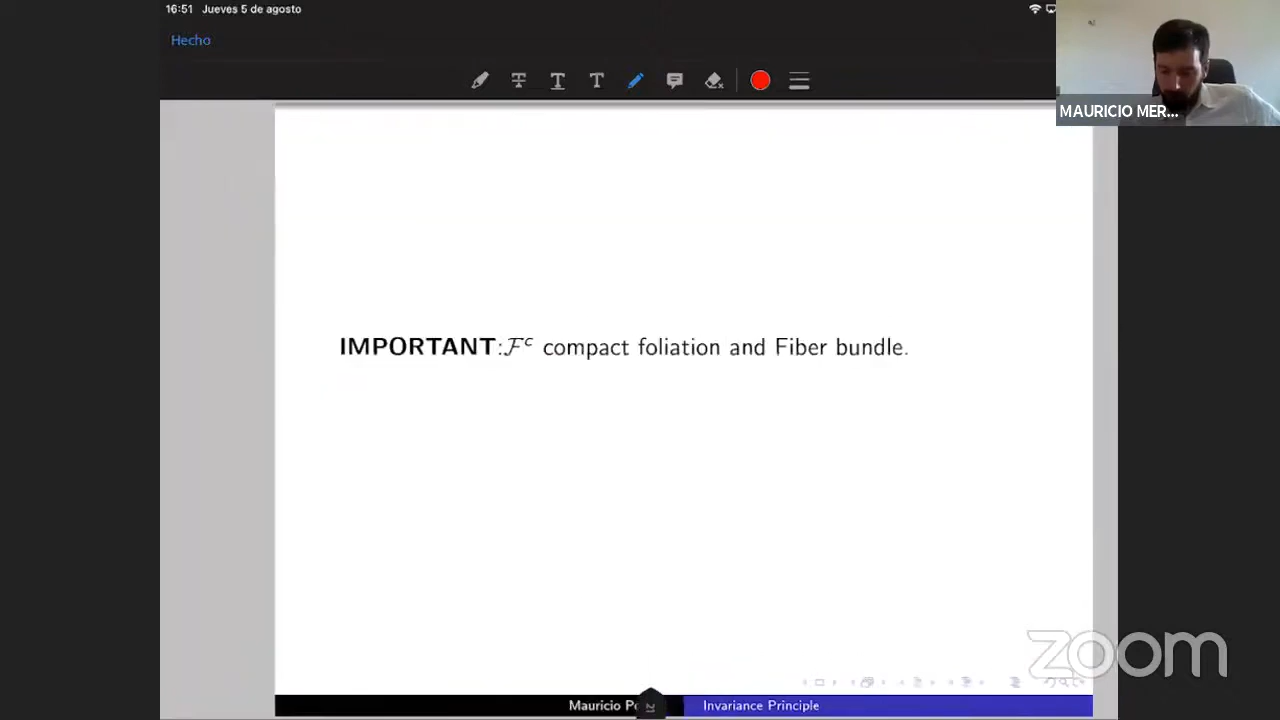 16:51 Jueves 5 de agosto
Hecho
MAURICIO MER...
IMPORTANT:ℱᶜ compact foliation and Fiber bundle.
zoom
Mauricio Invariance Principle